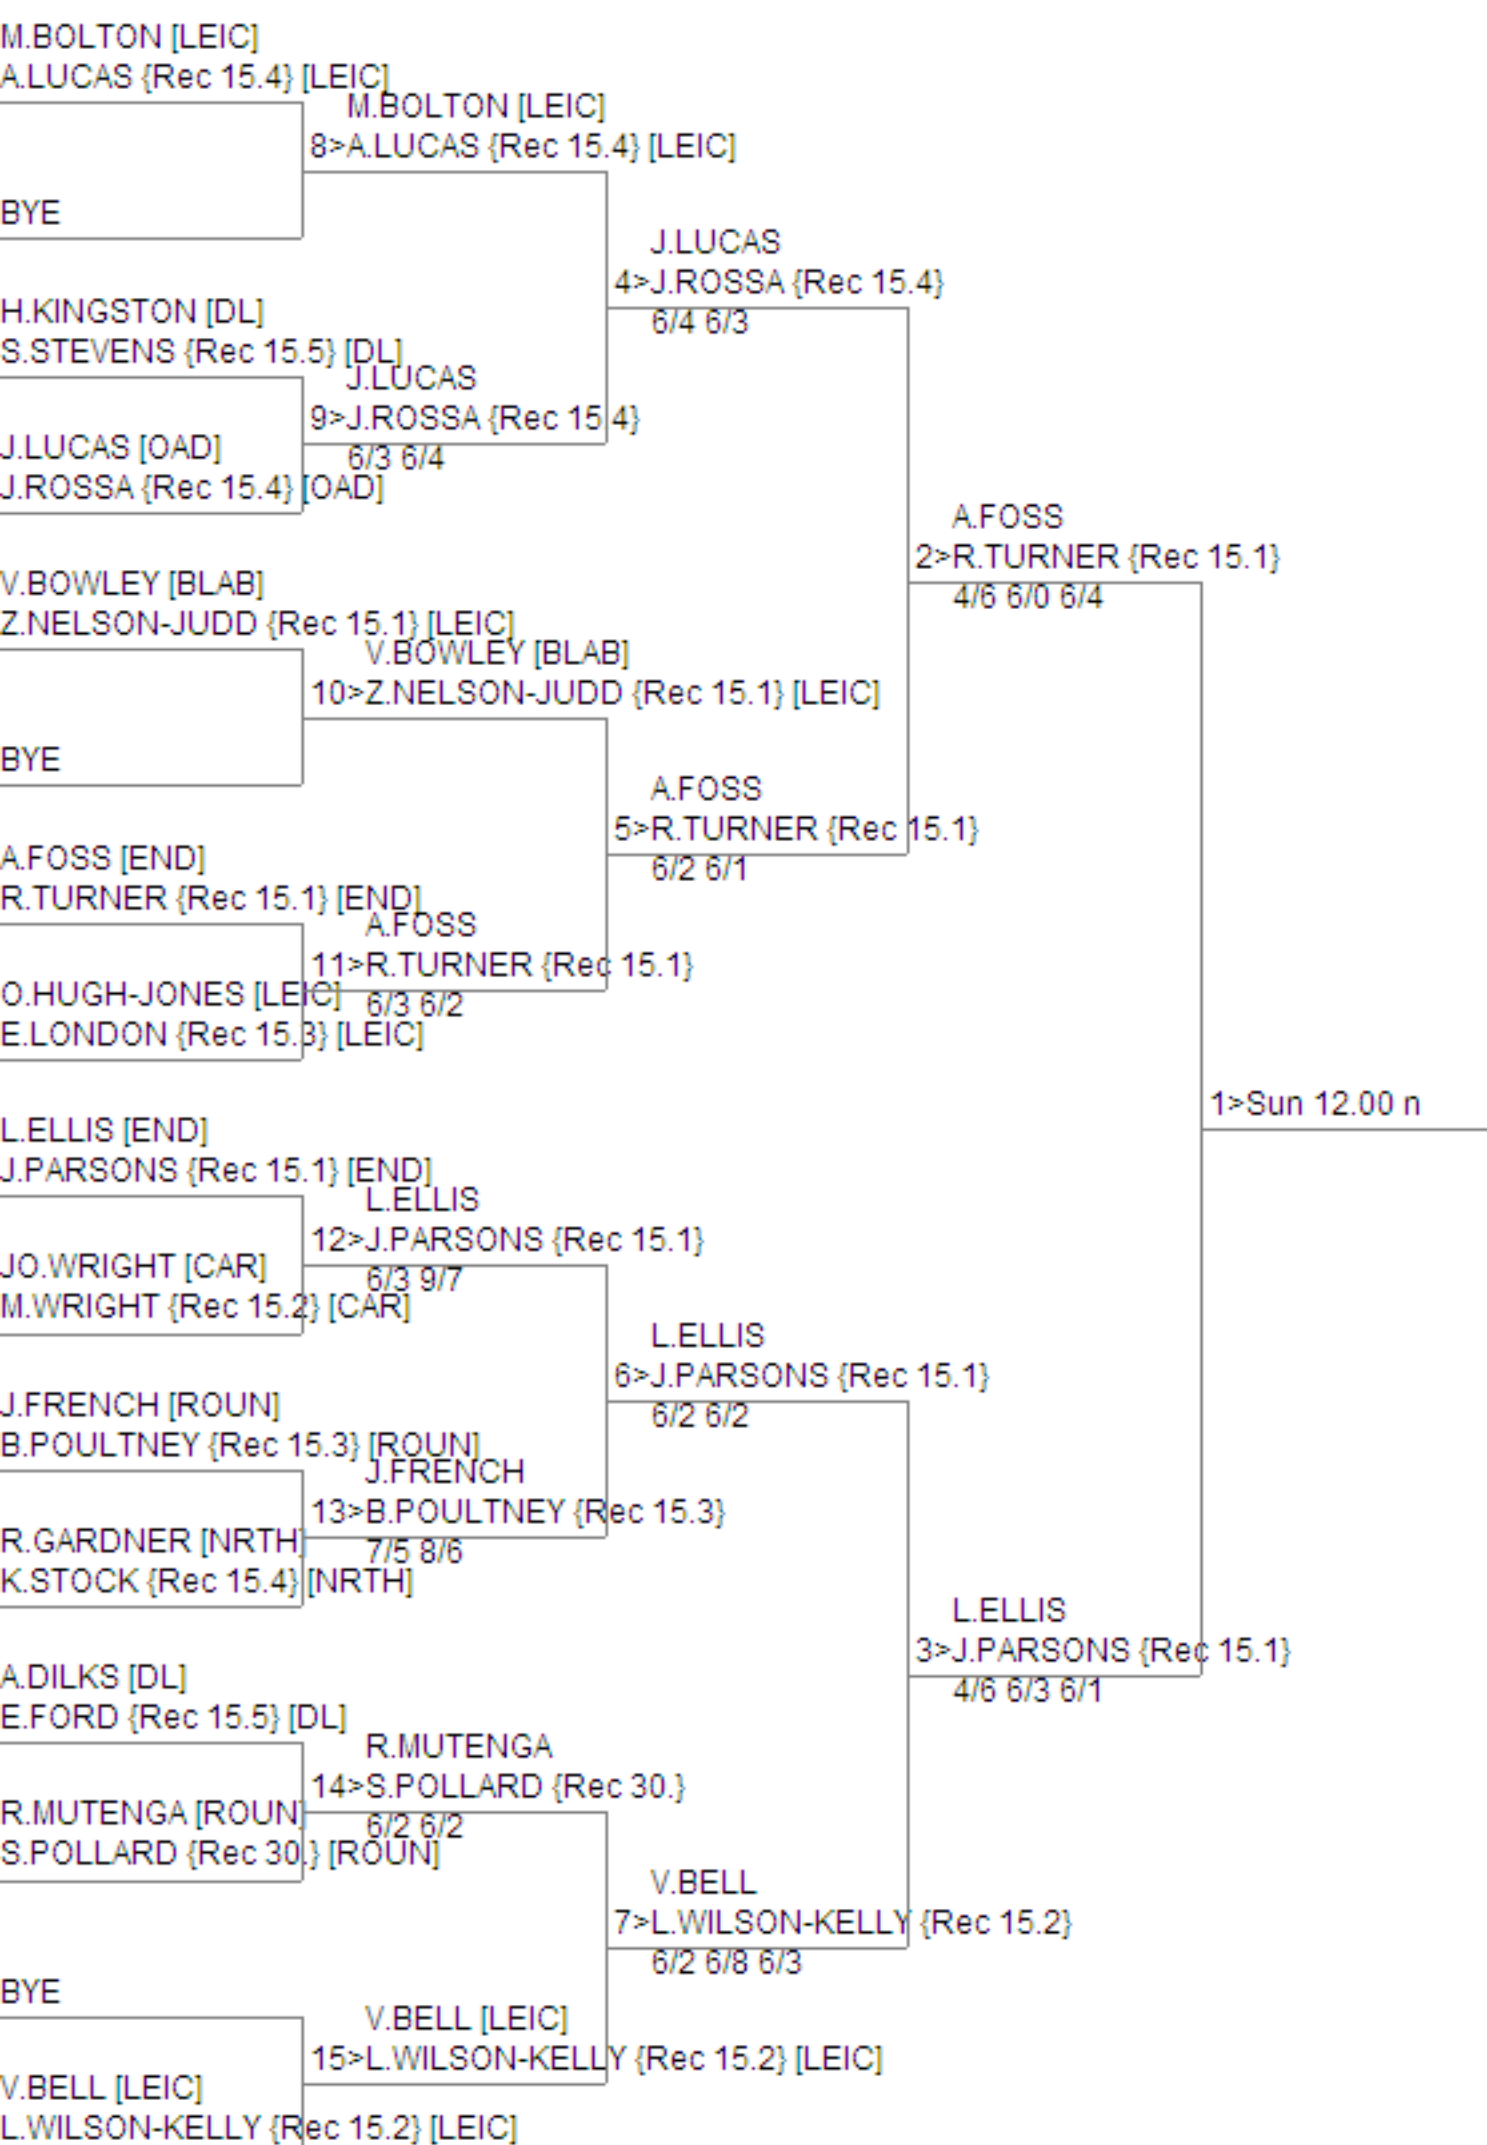 M.BOLTON [LEIC]
A.LUCAS {Rec 15.4} [LEIC]
BYE
H.KINGSTON [DL]
S.STEVENS {Rec 15.5} [DL]
J.LUCAS [OAD]
J.ROSSA {Rec 15.4} [OAD]
V.BOWLEY [BLAB]
Z.NELSON-JUDD {Rec 15.1} [LEIC]
BYE
A.FOSS [END]
R.TURNER {Rec 15.1} [END]
O.HUGH-JONES [LEIC]
E.LONDON {Rec 15.3} [LEIC]
L.ELLIS [END]
J.PARSONS {Rec 15.1} [END]
JO.WRIGHT [CAR]
M.WRIGHT {Rec 15.2} [CAR]
J.FRENCH [ROUN]
B.POULTNEY {Rec 15.3} [ROUN]
R.GARDNER [NRTH]
K.STOCK {Rec 15.4} [NRTH]
A.DILKS [DL]
E.FORD {Rec 15.5} [DL]
R.MUTENGA [ROUN]
S.POLLARD {Rec 30.} [ROUN]
BYE
V.BELL [LEIC]
L.WILSON-KELLY {Rec 15.2} [LEIC]
M.BOLTON [LEIC]
8>A.LUCAS {Rec 15.4} [LEIC]
J.LUCAS
9>J.ROSSA {Rec 15.4}
6/3 6/4
V.BOWLEY [BLAB]
10>Z.NELSON-JUDD {Rec 15.1} [LEIC]
A.FOSS
11>R.TURNER {Rec 15.1}
6/3 6/2
L.ELLIS
12>J.PARSONS {Rec 15.1}
6/3 9/7
J.FRENCH
13>B.POULTNEY {Rec 15.3}
7/5 8/6
R.MUTENGA
14>S.POLLARD {Rec 30.}
6/2 6/2
V.BELL [LEIC]
15>L.WILSON-KELLY {Rec 15.2} [LEIC]
J.LUCAS
4>J.ROSSA {Rec 15.4}
6/4 6/3
A.FOSS
5>R.TURNER {Rec 15.1}
6/2 6/1
L.ELLIS
6>J.PARSONS {Rec 15.1}
6/2 6/2
V.BELL
7>L.WILSON-KELLY {Rec 15.2}
6/2 6/8 6/3
A.FOSS
2>R.TURNER {Rec 15.1}
4/6 6/0 6/4
L.ELLIS
3>J.PARSONS {Rec 15.1}
4/6 6/3 6/1
1>Sun 12.00 n